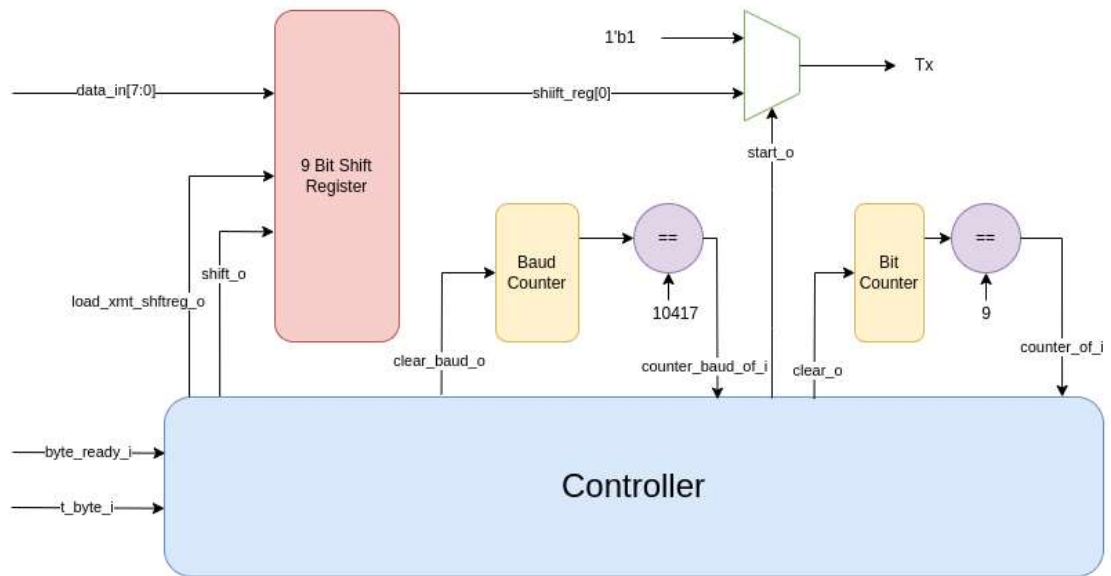 1'b1
Tx
data_in[7:0]
shiift_reg[0]
start_o
9 Bit Shift
Register
Baud
Counter
==
Bit
Counter
==
shift_o
load_xmt_shftreg_o
10417
9
clear_baud_o
counter_baud_of_i
clear_o
counter_of_i
byte_ready_i
Controller
t_byte_i